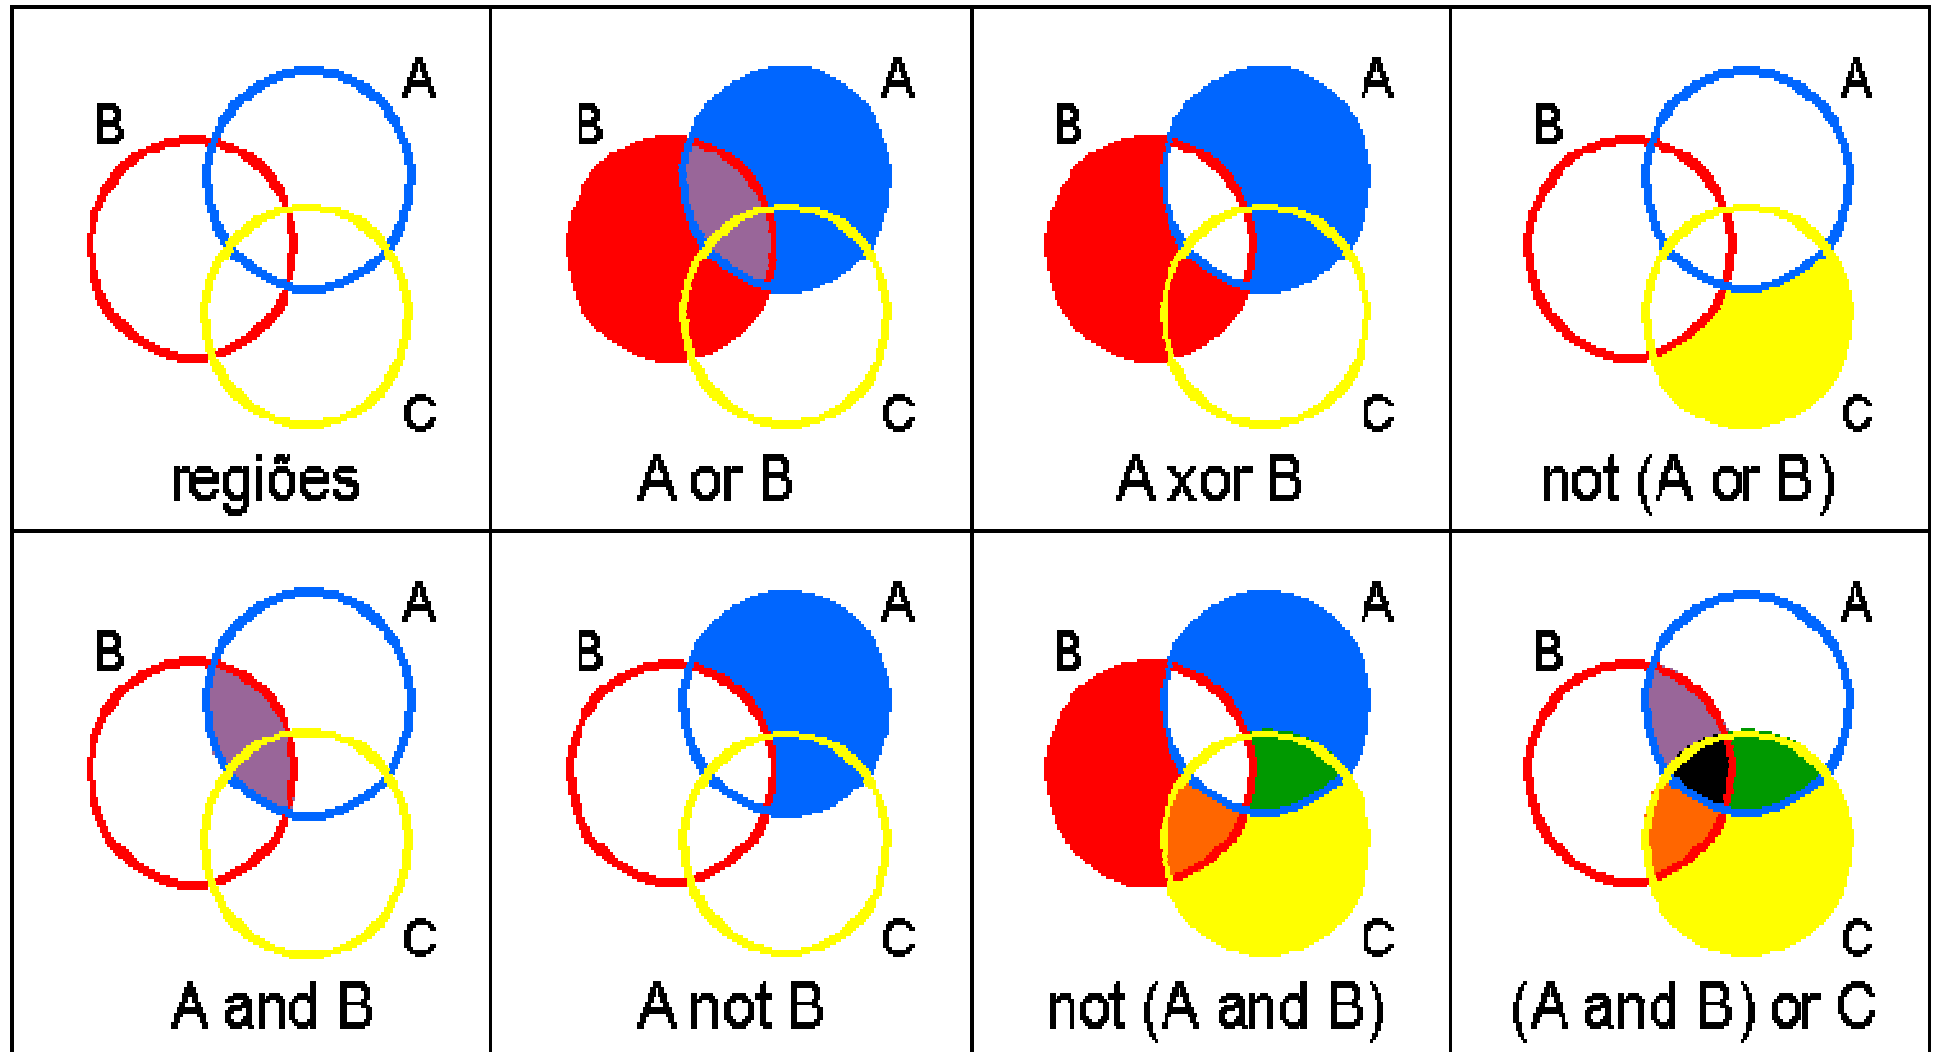 A
B
C
regiões
A
B
C
A or B
A
B
C
A xor B
A
B
C
not (A or B)
A
B
C
A and B
A
B
C
A not B
A
B
C
not (A and B)
A
B
C
(A and B) or C